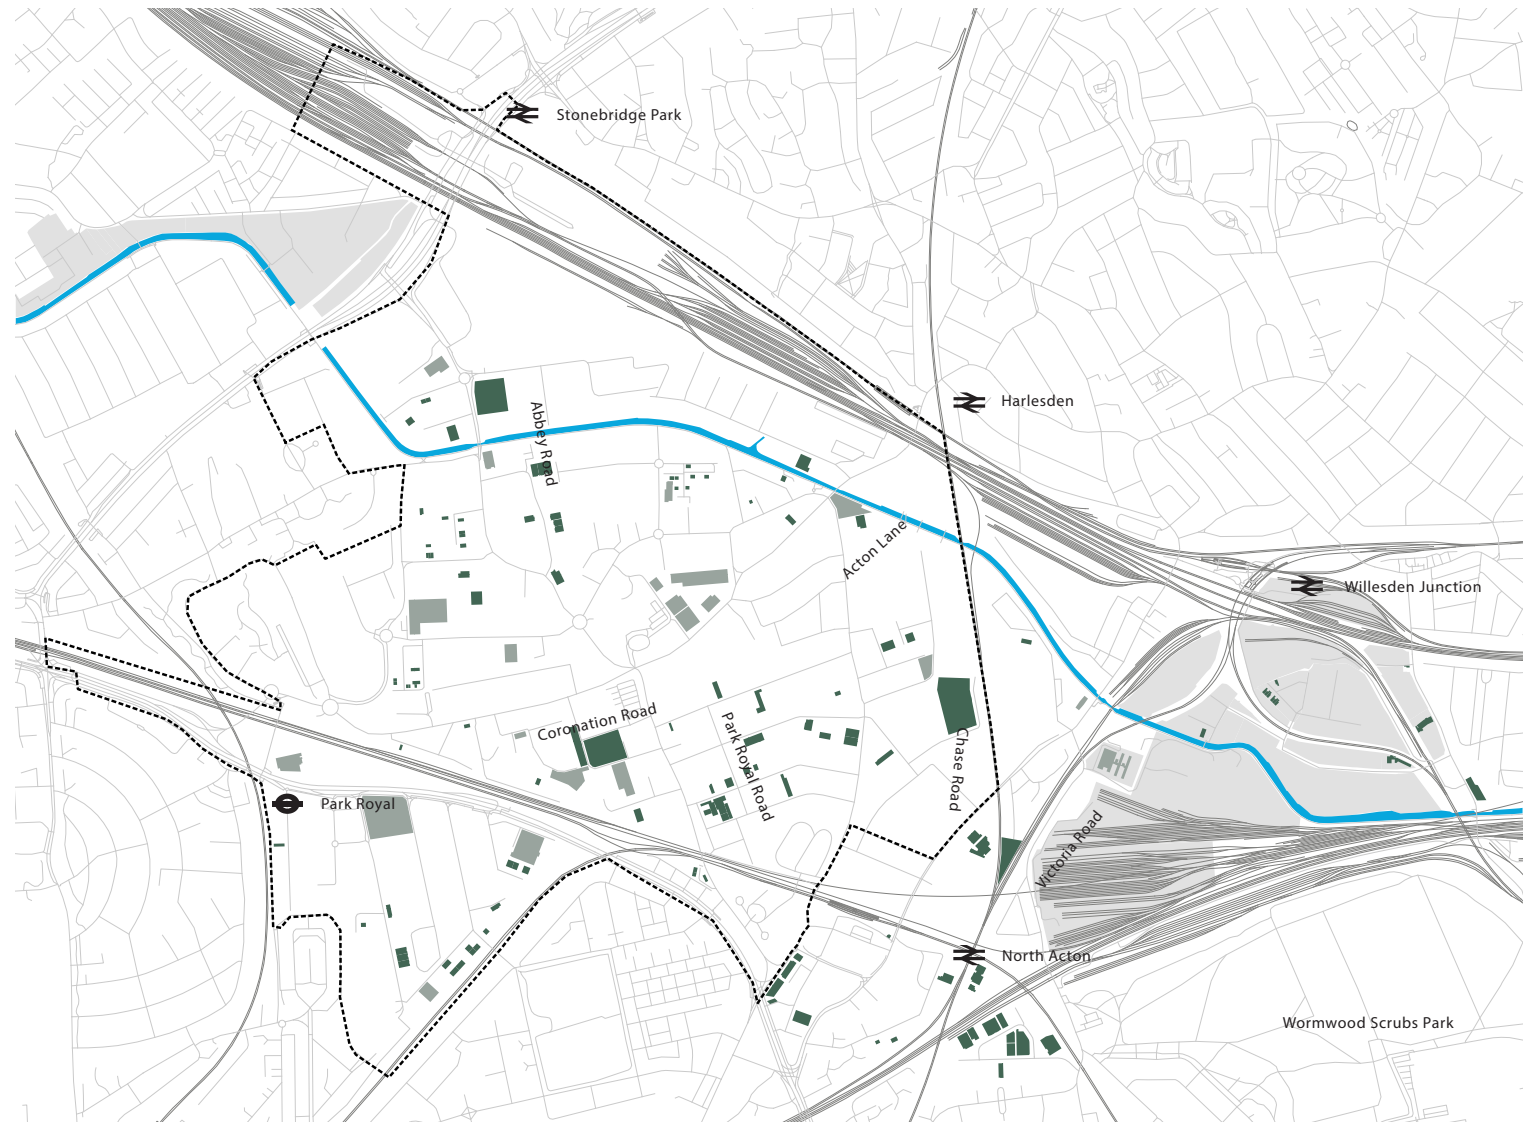 Stonebridge Park
Harlesden
Abbey Road
Acton Lane
Willesden Junction
Coronation Road
Park Royal Road
Chase Road
Park Royal
Victoria Road
North Acton
Wormwood Scrubs Park